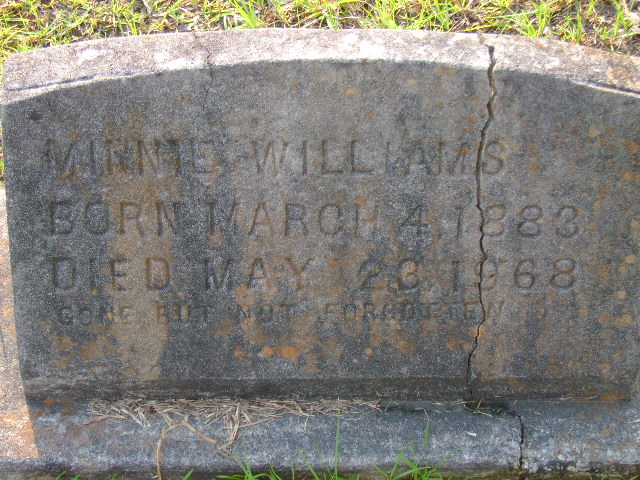 MINNIE WILLIAMS
BORN MARCH 4, 1883
DIED MAY 23, 1968
GONE BUT NOT FORGOTTEN